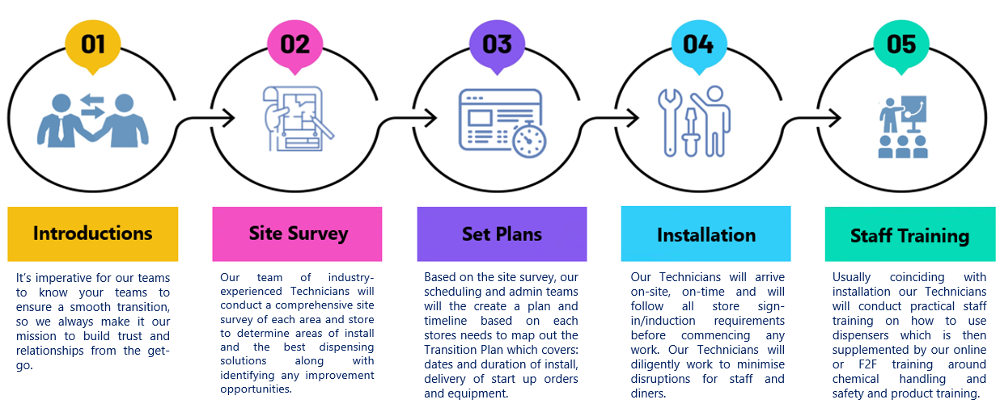 01
02
03
04
05
Introductions
Site Survey
Set Plans
Installation
Staff Training
It's imperative for our teams
to know your teams to
ensure a smooth transition,
so we always make it our
mission to build trust and
relationships from the get-
go.
Our team of industry-
experienced Technicians will
conduct a comprehensive site
survey of each area and store
to determine areas of install
and the best dispensing
solutions along with
identifying any improvement
opportunities.
Based on the site survey, our
scheduling and admin teams
will the create a plan and
timeline based on each
stores needs to map out the
Transition Plan which covers:
dates and duration of install,
delivery of start up orders
and equipment.
Our Technicians will arrive
on-site, on-time and will
follow all store sign-
in/induction requirements
before commencing any
work. Our Technicians will
diligently work to minimise
disruptions for staff and
diners.
Usually coinciding with
installation our Technicians
will conduct practical staff
training on how to use
dispensers which is then
supplemented by our online
or F2F training around
chemical handling and
safety and product training.